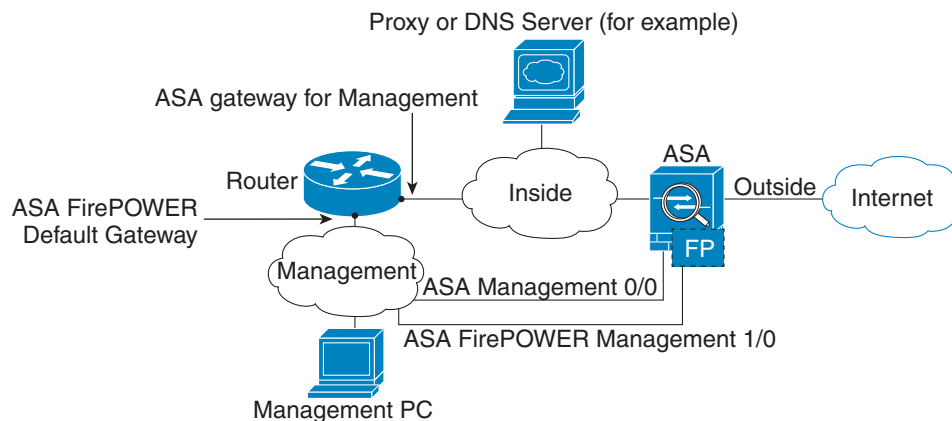 Proxy or DNS Server (for example)
ASA gateway for Management
ASA
Router
Inside
Outside
Internet
ASA FirePOWER
Default Gateway
FP
Management
ASA Management 0/0
ASA FirePOWER Management 1/0
Management PC